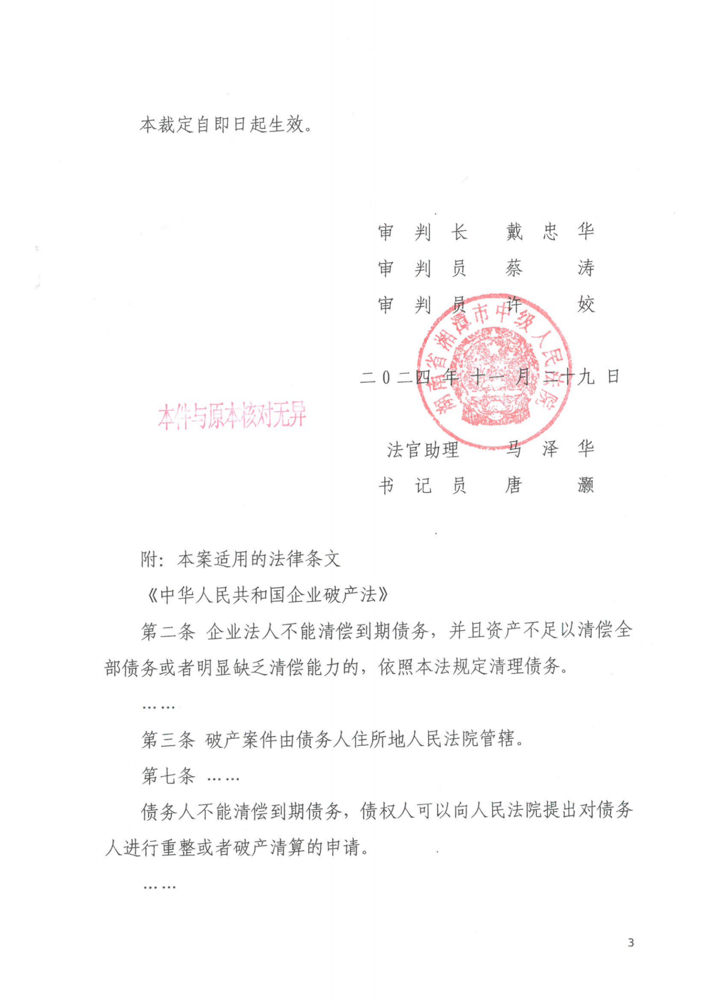 本裁定自即日起生效。
审 判 长 戴 忠 华
审 判 员 蔡 涛
审 判 员 许 姣
湖南省湘潭市中级人民法院
二0二四 年 十一 月 二十九 日
本件与原本核对无异
法官助理 马 泽 华
书 记 员 唐 灏
附：本案适用的法律条文
《中华人民共和国企业破产法》
第二条 企业法人不能清偿到期债务，并且资产不足以清偿全
部债务或者明显缺乏清偿能力的，依照本法规定清理债务。
……
第三条 破产案件由债务人住所地人民法院管辖。
第七条 ……
债务人不能清偿到期债务，债权人可以向人民法院提出对债务
人进行重整或者破产清算的申请。
……
3